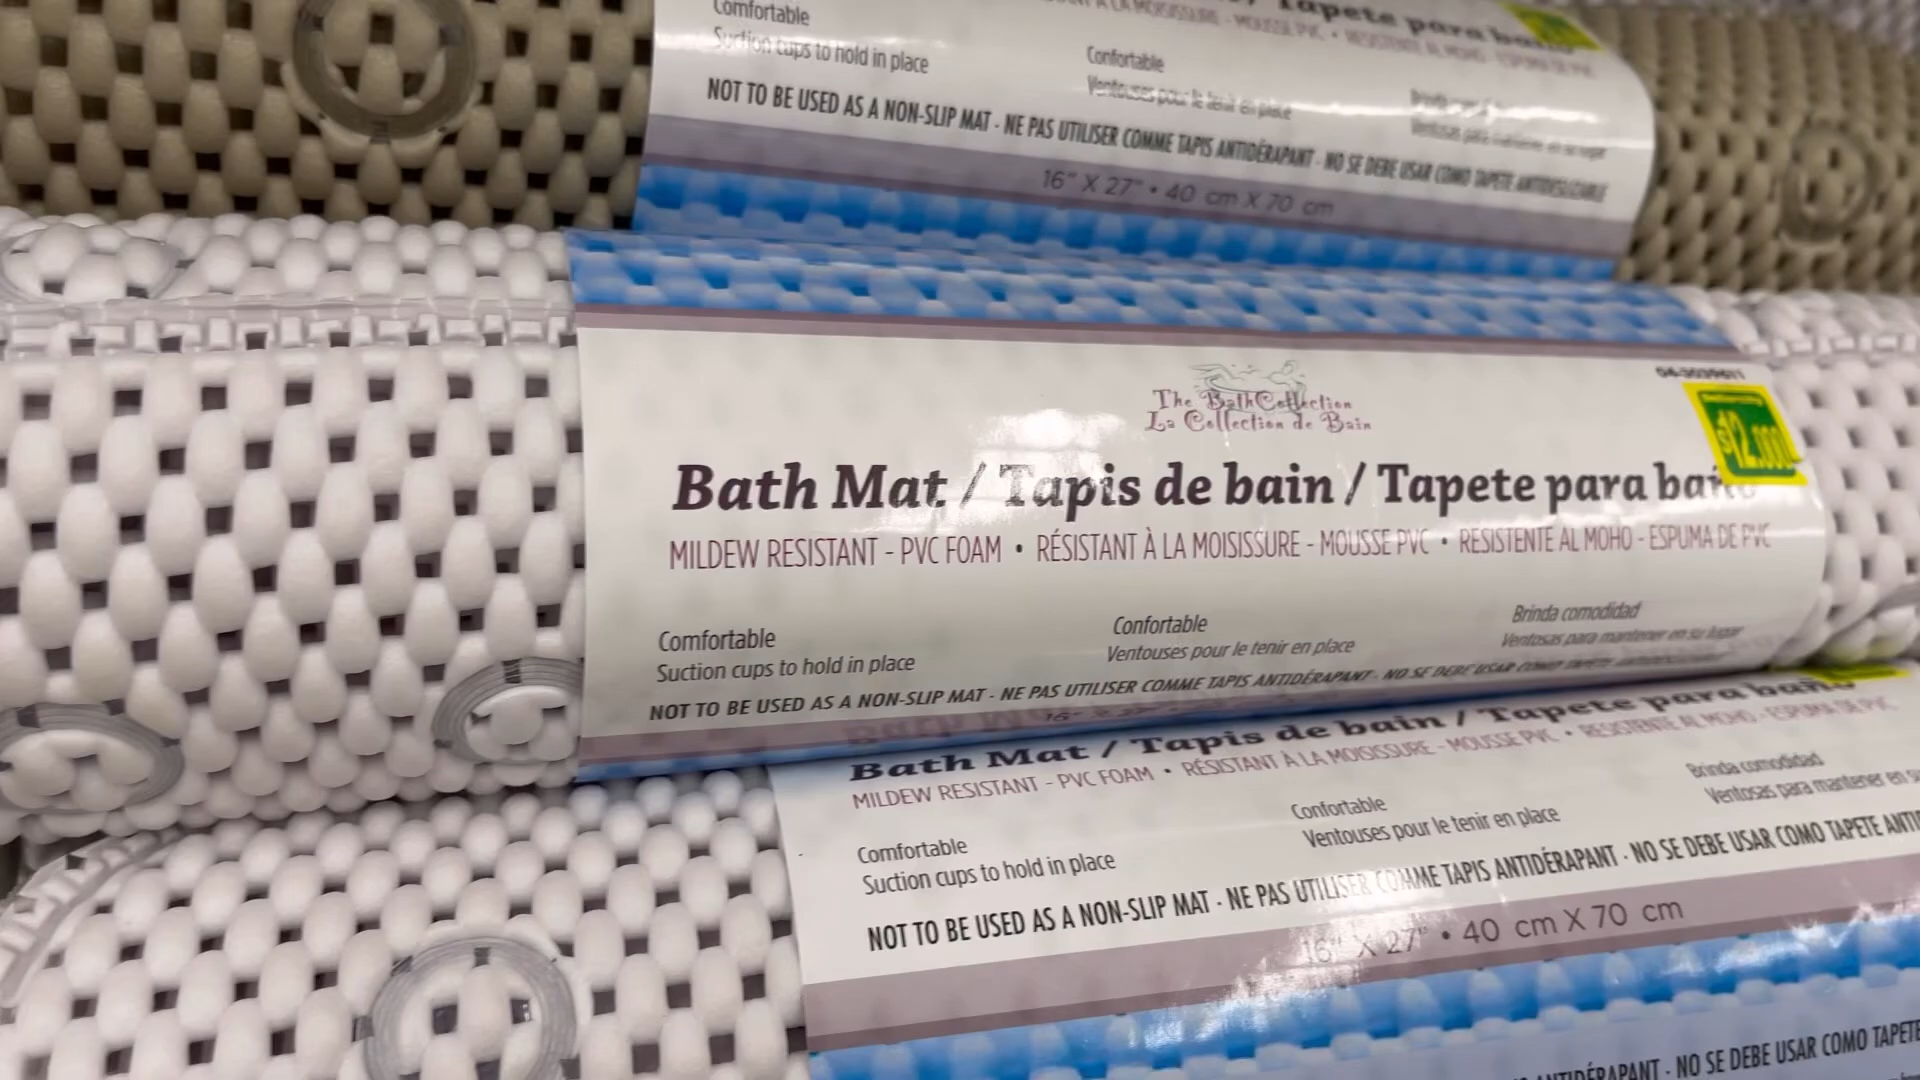 Comfortable
Suction cups to hold in place
Confortable
Ventouses pour le tenir en place
NOT TO BE USED AS A NON-SLIP MAT - NE PAS UTILISER COMME TAPIS ANTIDÉRAPANT - NO SE DEBE USAR COMO TAPETE ANTIDESLIZABLE
16" X 27" • 40 cm X 70 cm
The Bath Collection
La Collection de Bain
$12.000
Bath Mat / Tapis de bain / Tapete para baño
MILDEW RESISTANT - PVC FOAM • RÉSISTANT À LA MOISISSURE - MOUSSE PVC • RESISTENTE AL MOHO - ESPUMA DE PVC
Comfortable
Suction cups to hold in place
Confortable
Ventouses pour le tenir en place
Brinda comodidad
Ventosas para mantener en su lugar
NOT TO BE USED AS A NON-SLIP MAT - NE PAS UTILISER COMME TAPIS ANTIDÉRAPANT - NO SE DEBE USAR COMO TAPETE
Bath Mat / Tapis de bain / Tapete para baño
MILDEW RESISTANT - PVC FOAM • RÉSISTANT À LA MOISISSURE - MOUSSE PVC • RESISTENTE AL MOHO - ESPUMA DE PVC
Comfortable
Suction cups to hold in place
Confortable
Ventouses pour le tenir en place
Brinda comodidad
Ventosas para mantener en su
NOT TO BE USED AS A NON-SLIP MAT - NE PAS UTILISER COMME TAPIS ANTIDÉRAPANT - NO SE DEBE USAR COMO TAPETE ANTI
16" X 27" • 40 cm X 70 cm
ANTIDÉRAPANT - NO SE DEBE USAR COMO TAPETE